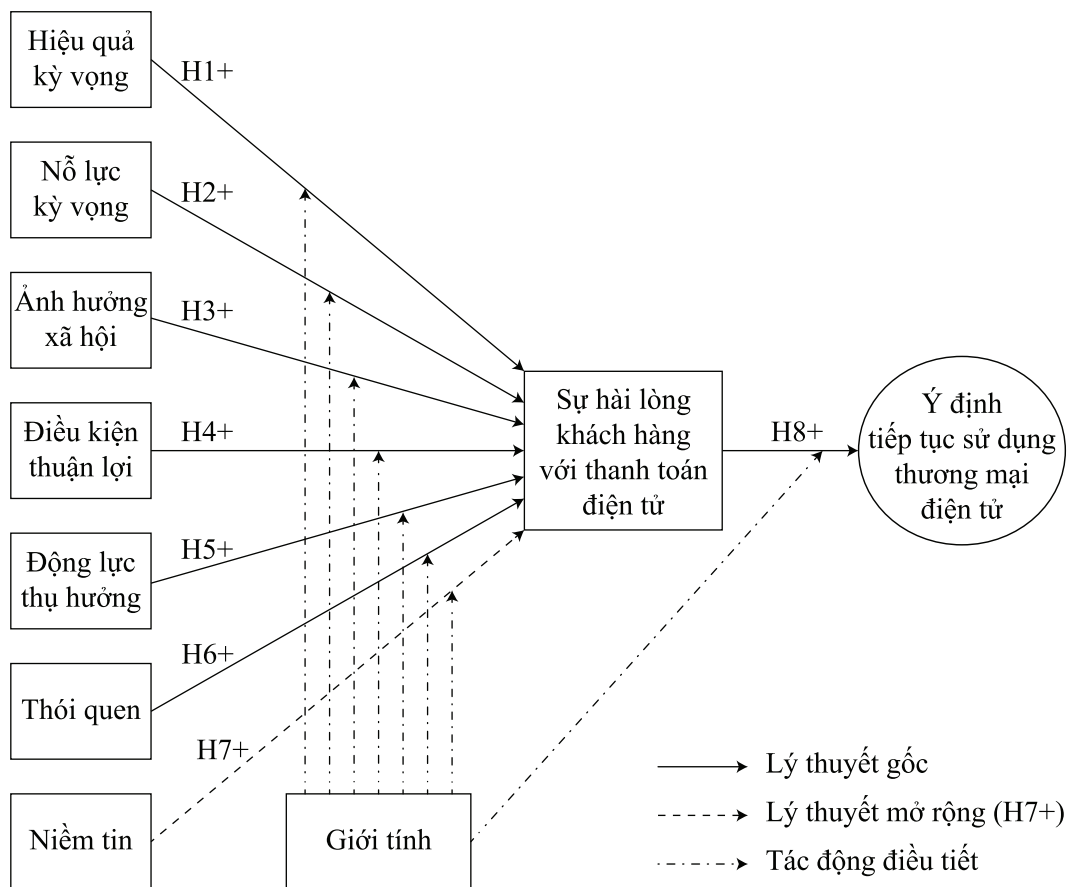 Hiệu quả
kỳ vọng
H1+
Nỗ lực
kỳ vọng
H2+
Ảnh hưởng
xã hội
H3+
Điều kiện
thuận lợi
H4+
Động lực
thụ hưởng
H5+
Thói quen
H6+
Niềm tin
H7+
Giới tính
Sự hài lòng
khách hàng
với thanh toán
điện tử
H8+
Ý định
tiếp tục sử dụng
thương mại
điện tử
Lý thuyết gốc
Lý thuyết mở rộng (H7+)
Tác động điều tiết